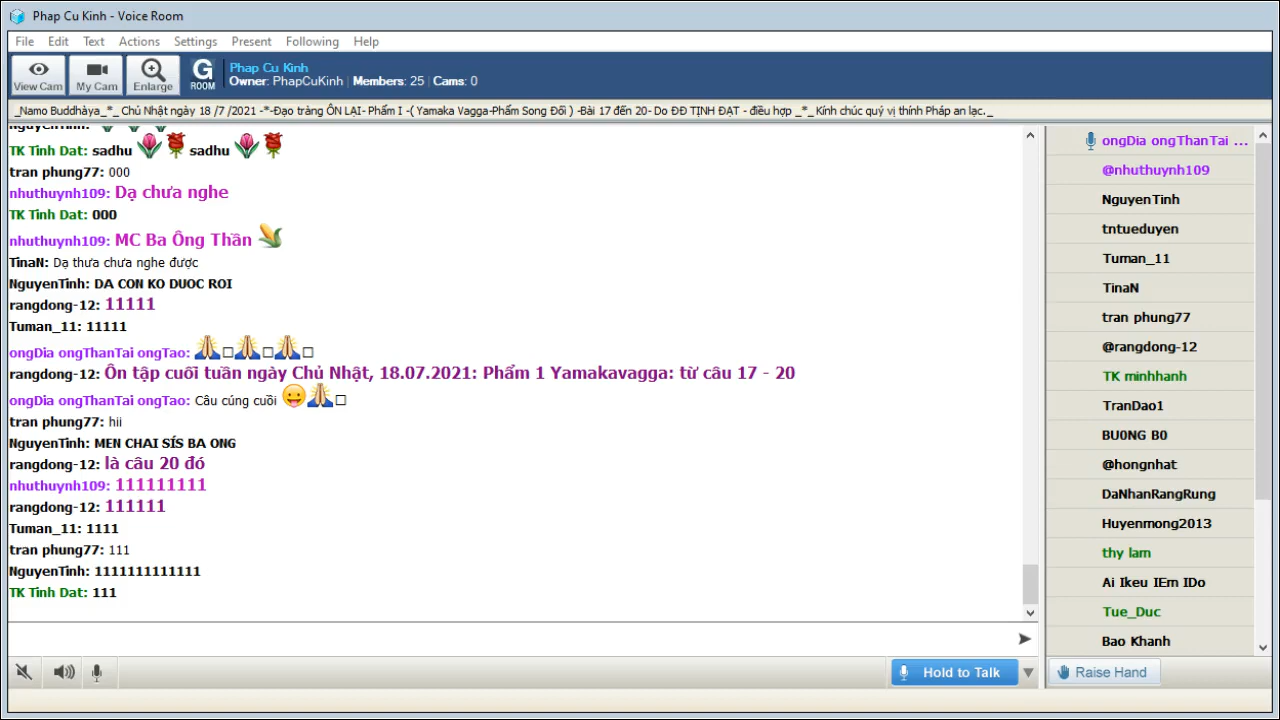 Phap Cu Kinh - Voice Room
File Edit Text Actions Settings Present Following Help
View Cam My Cam Enlarge G ROOM
Phap Cu Kinh
Owner: PhapCuKinh | Members: 25 | Cams: 0
_Namo Buddhàya_*_ Chủ Nhật ngày 18 /7 /2021 -*-Đạo tràng ÔN LẠI- Phẩm I -( Yamaka Vagga-Phẩm Song Đối ) -Bài 17 đến 20- Do ĐĐ TỊNH ĐẠT - điều hợp _*_ Kính chúc quý vị thính Pháp an lạc._
NguyenTinh:
TK Tinh Dat: sadhu sadhu
tran phung77: 000
nhuthuynh109: Dạ chưa nghe
TK Tinh Dat: 000
nhuthuynh109: MC Ba Ông Thần
TinaN: Dạ thưa chưa nghe được
NguyenTinh: DA CON KO DUOC ROI
rangdong-12: 11111
Tuman_11: 11111
ongDia ongThanTai ongTao: 🙏□🙏□🙏□
rangdong-12: Ôn tập cuối tuần ngày Chủ Nhật, 18.07.2021: Phẩm 1 Yamakavagga: từ câu 17 - 20
ongDia ongThanTai ongTao: Câu cúng cuồi 😛🙏□
tran phung77: hii
NguyenTinh: MEN CHAI SÍS BA ONG
rangdong-12: là câu 20 đó
nhuthuynh109: 111111111
rangdong-12: 111111
Tuman_11: 1111
tran phung77: 111
NguyenTinh: 1111111111111
TK Tinh Dat: 111
Hold to Talk
ongDia ongThanTai ...
@nhuthuynh109
NguyenTinh
tntueduyen
Tuman_11
TinaN
tran phung77
@rangdong-12
TK minhhanh
TranDao1
BU0NG B0
@hongnhat
DaNhanRangRung
Huyenmong2013
thy lam
Ai Ikeu IEm IDo
Tue_Duc
Bao Khanh
Raise Hand